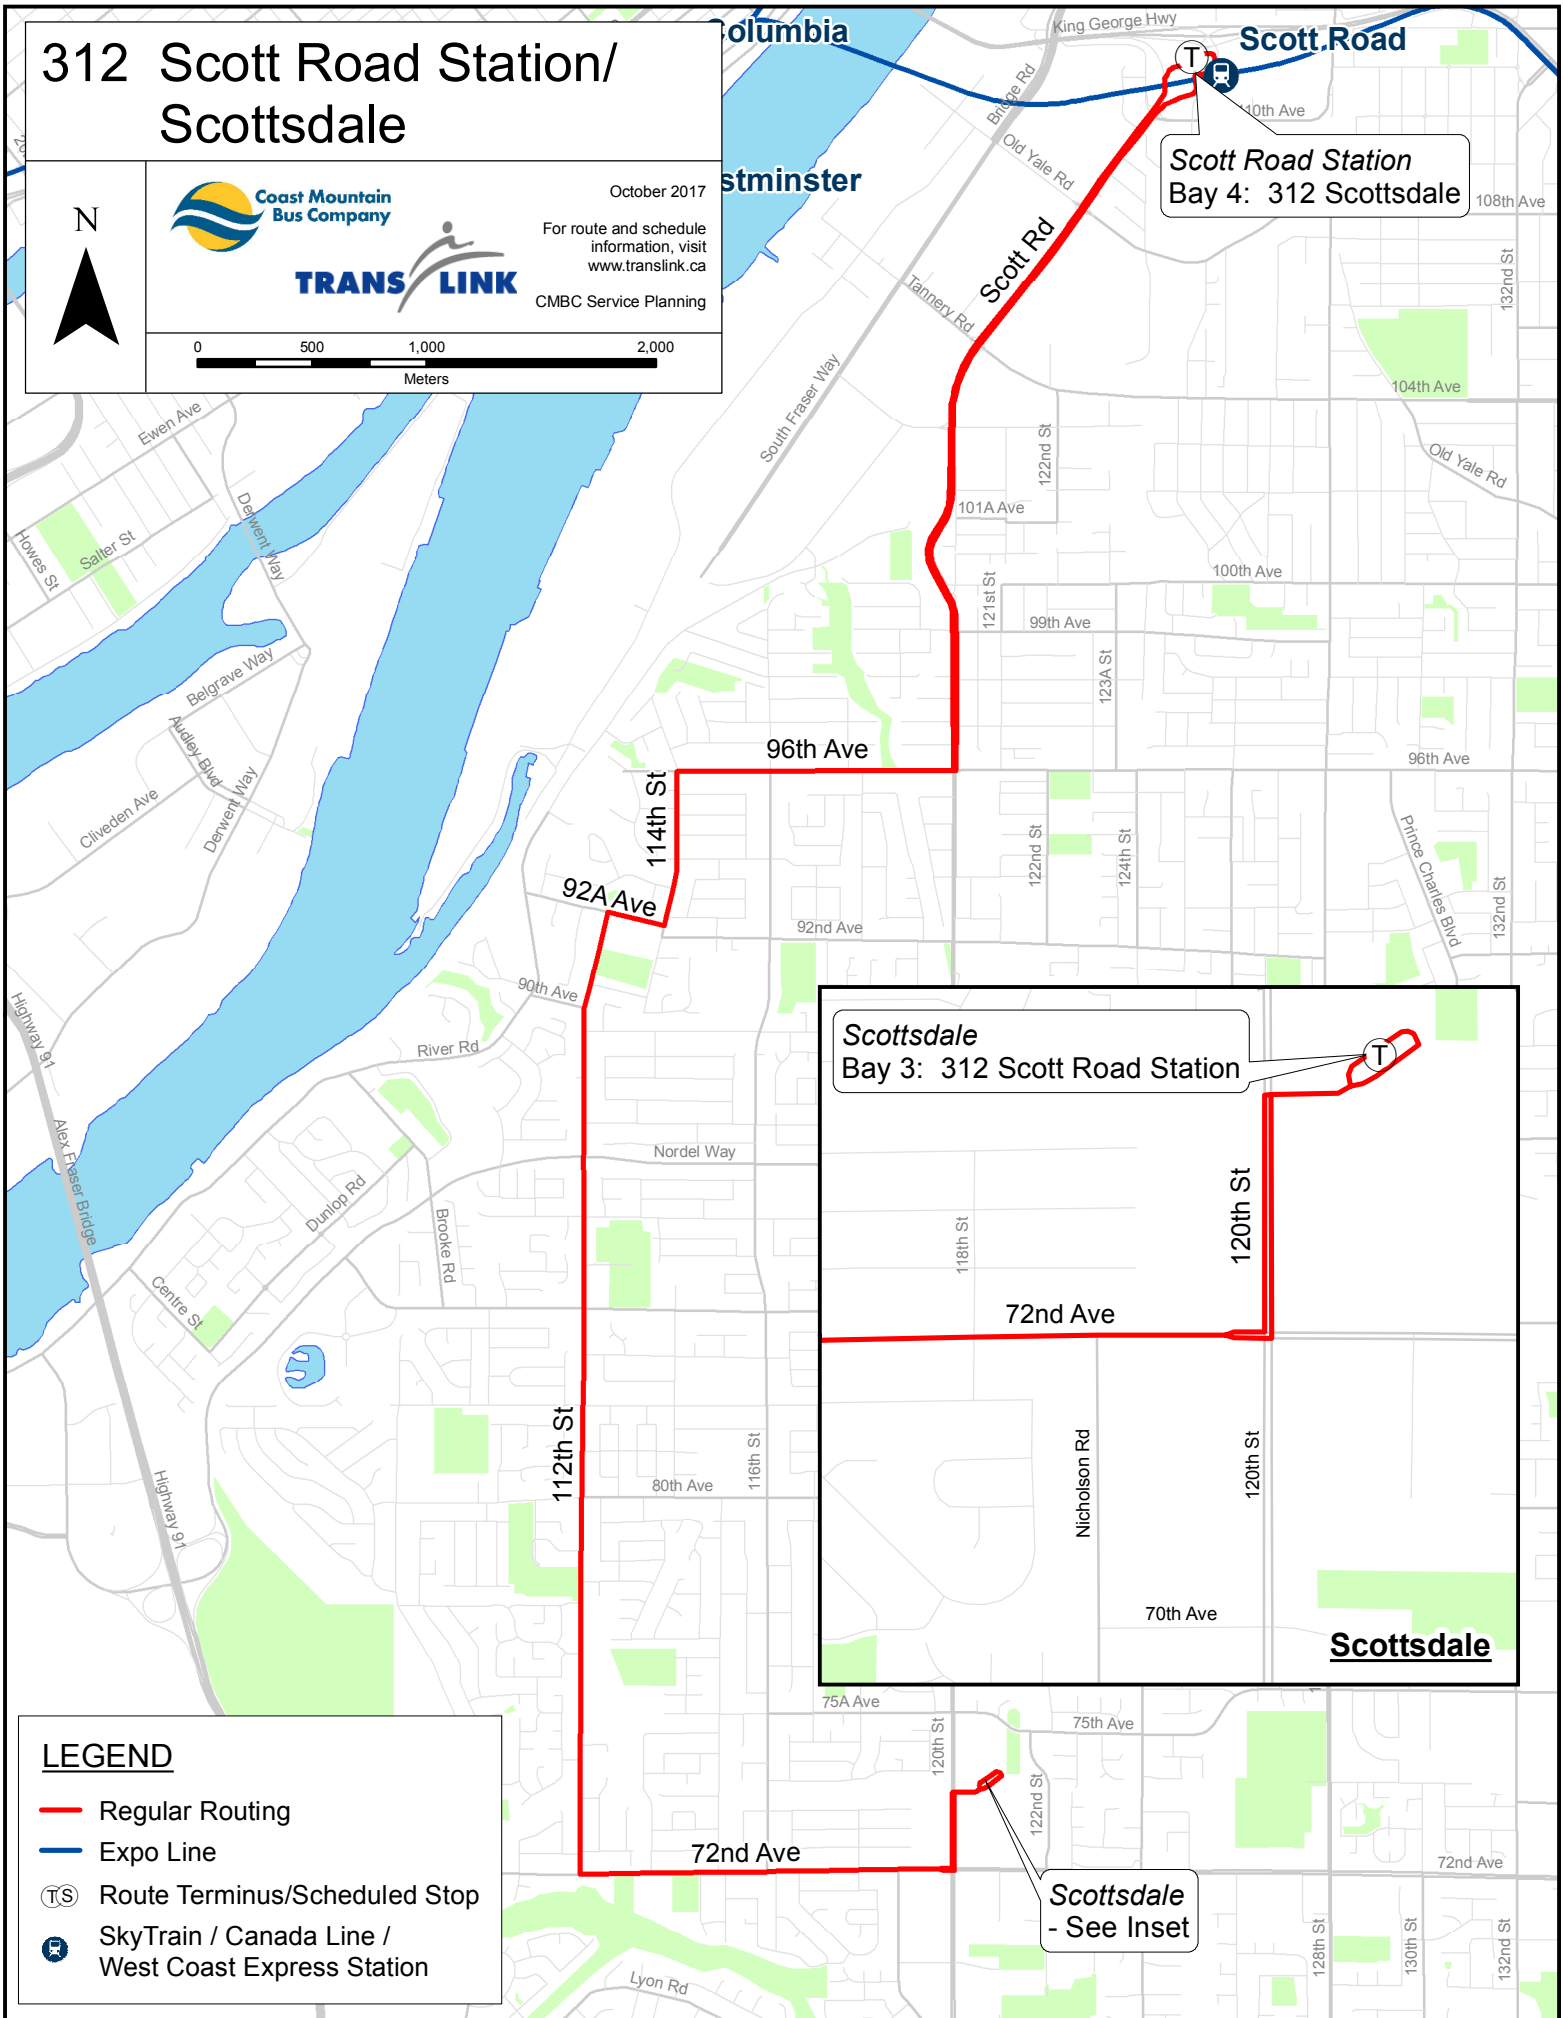 312 Scott Road Station/
Scottsdale
N
Coast Mountain
Bus Company
TRANS LINK
October 2017
For route and schedule
information, visit
www.translink.ca
CMBC Service Planning
0 500 1,000 2,000
Meters
Columbia
stminster
King George Hwy
Scott Road
Bridge Rd
110th Ave
Scott Road Station
Bay 4: 312 Scottsdale
Old Yale Rd
108th Ave
Scott Rd
132nd St
Tannery Rd
South Fraser Way
104th Ave
Ewen Ave
122nd St
Old Yale Rd
Derwent Way
101A Ave
Howes St
Salter St
100th Ave
121st St
99th Ave
123A St
Belgrave Way
Audley Blvd
96th Ave
96th Ave
Cliveden Ave
Derwent Way
114th St
122nd St
124th St
Prince Charles Blvd
132nd St
92A Ave
92nd Ave
90th Ave
Highway 91
River Rd
Scottsdale
Bay 3: 312 Scott Road Station
T
T
Alex Fraser Bridge
Nordel Way
Dunlop Rd
Brooke Rd
118th St
120th St
Centre St
72nd Ave
112th St
116th St
80th Ave
Nicholson Rd
120th St
Highway 91
70th Ave
Scottsdale
75A Ave
120th St
75th Ave
122nd St
72nd Ave
72nd Ave
Scottsdale
- See Inset
128th St
130th St
132nd St
Lyon Rd
LEGEND
Regular Routing
Expo Line
TS Route Terminus/Scheduled Stop
SkyTrain / Canada Line /
West Coast Express Station